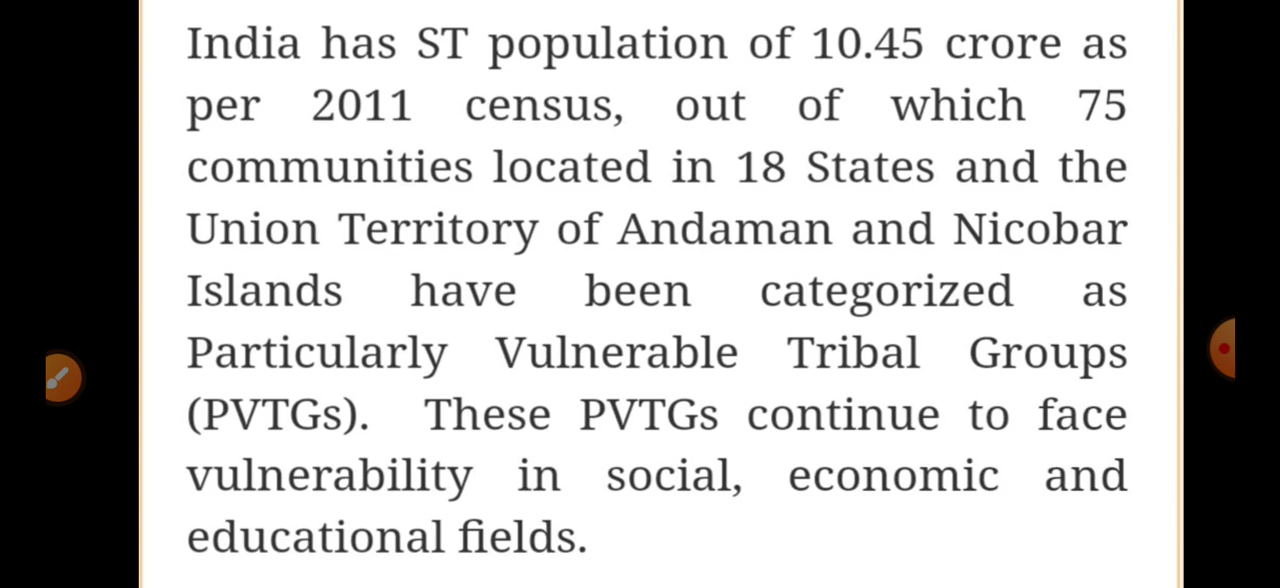 India has ST population of 10.45 crore as
per 2011 census, out of which 75
communities located in 18 States and the
Union Territory of Andaman and Nicobar
Islands have been categorized as
Particularly Vulnerable Tribal Groups
(PVTGs). These PVTGs continue to face
vulnerability in social, economic and
educational fields.